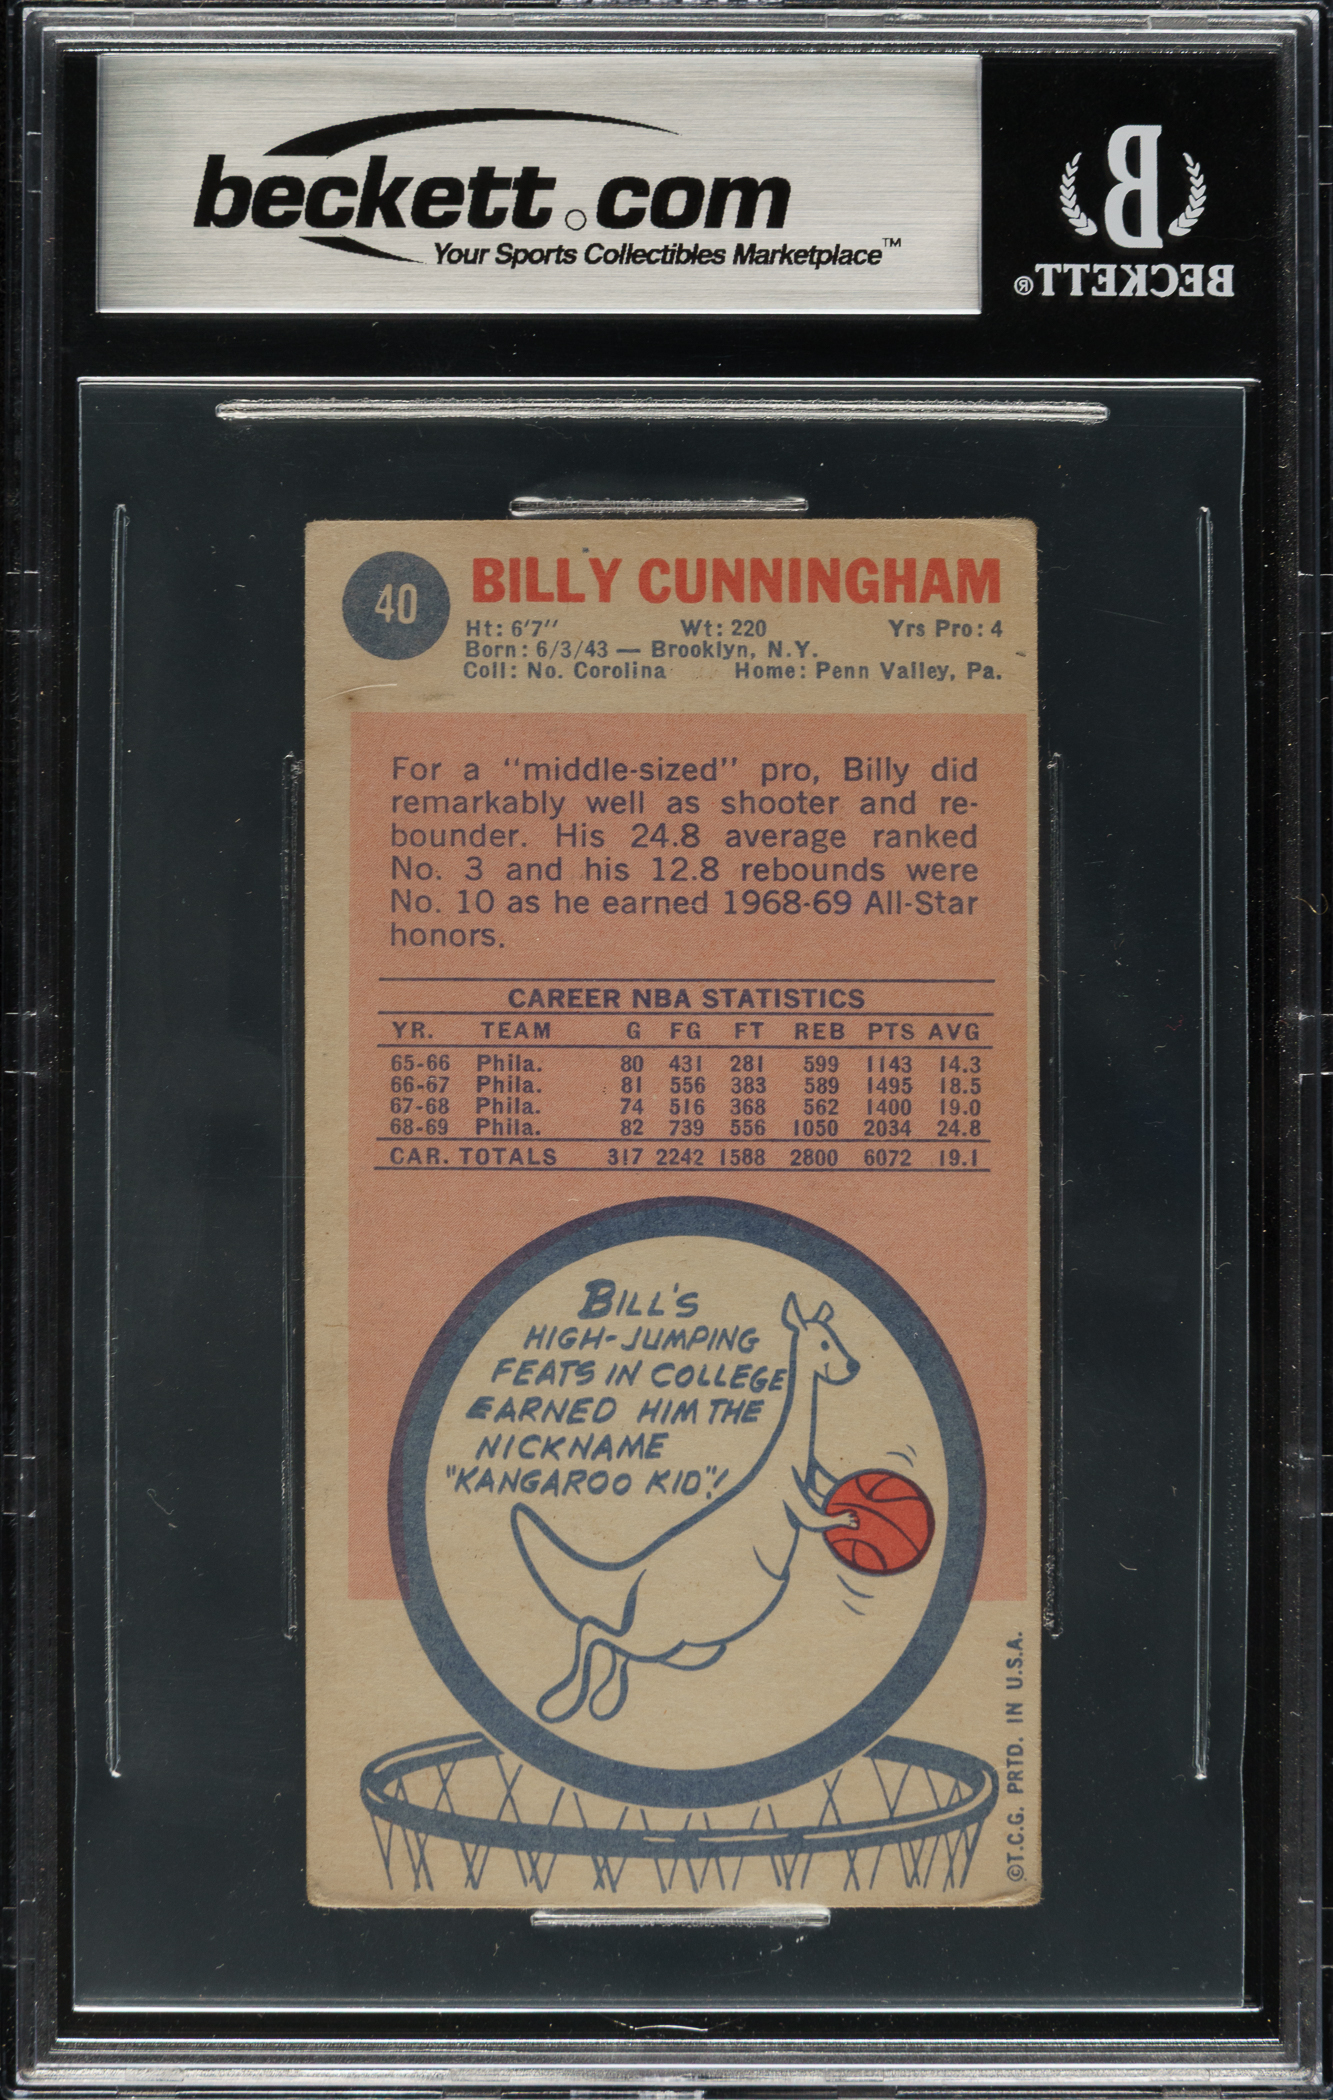 beckett.com
Your Sports Collectibles Marketplace™
B
BECKETT®
40
BILLY CUNNINGHAM
Ht: 6'7" Wt: 220 Yrs Pro: 4
Born: 6/3/43 — Brooklyn, N.Y.
Coll: No. Corolina Home: Penn Valley, Pa.
For a "middle-sized" pro, Billy did
remarkably well as shooter and re-
bounder. His 24.8 average ranked
No. 3 and his 12.8 rebounds were
No. 10 as he earned 1968-69 All-Star
honors.
CAREER NBA STATISTICS
YR. TEAM G FG FT REB PTS AVG
65-66 Phila. 80 431 281 599 1143 14.3
66-67 Phila. 81 556 383 589 1495 18.5
67-68 Phila. 74 516 368 562 1400 19.0
68-69 Phila. 82 739 556 1050 2034 24.8
CAR. TOTALS 317 2242 1588 2800 6072 19.1
BILL'S
HIGH-JUMPING
FEATS IN COLLEGE
EARNED HIM THE
NICKNAME
"KANGAROO KID"!
©T.C.G. PRTD. IN U.S.A.